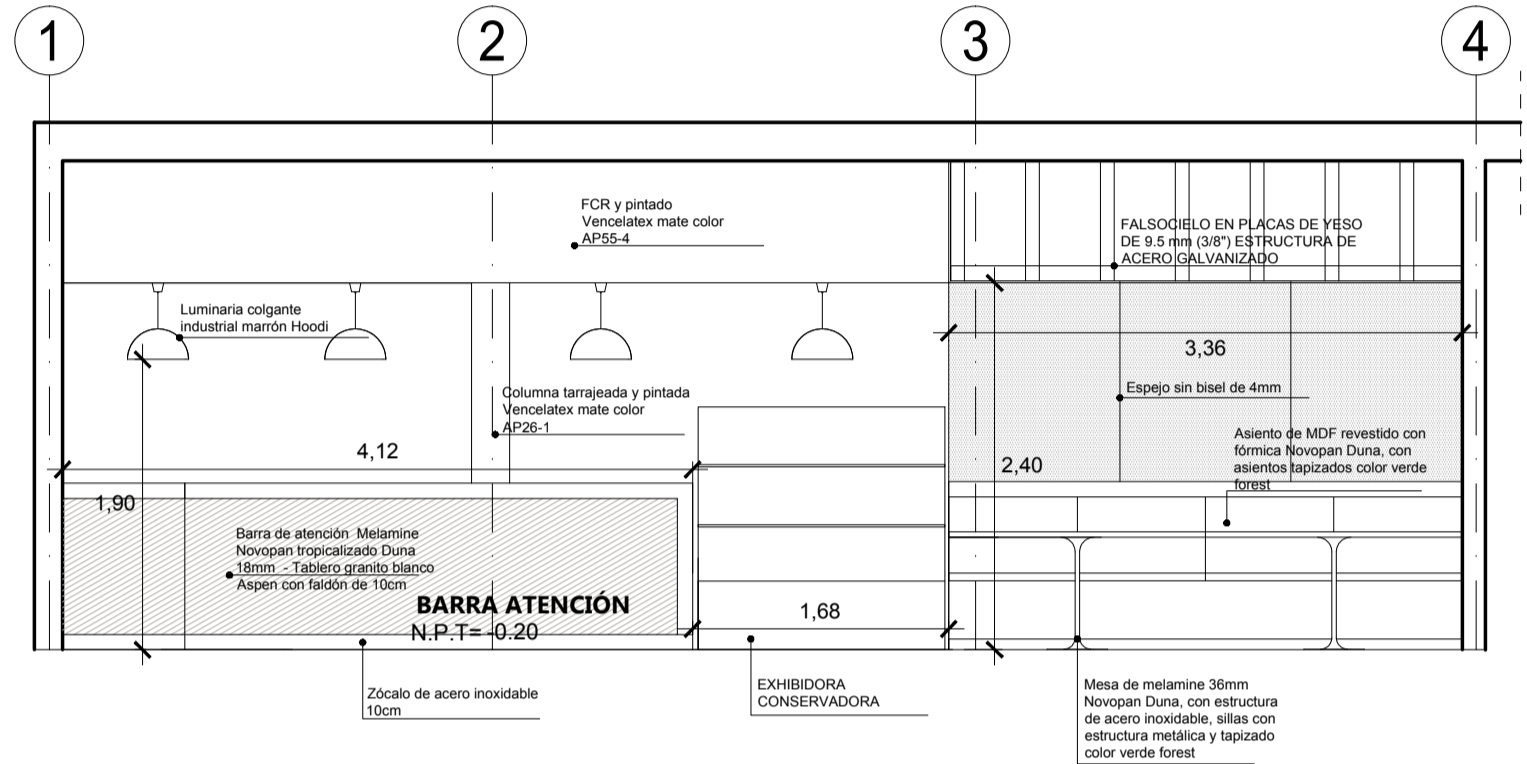 1
2
3
4
FCR y pintado
Vencelatex mate color
AP55-4
FALSOCIELO EN PLACAS DE YESO
DE 9.5 mm (3/8") ESTRUCTURA DE
ACERO GALVANIZADO
Luminaria colgante
industrial marrón Hoodi
3,36
Espejo sin bisel de 4mm
Columna tarrajeada y pintada
Vencelatex mate color
AP26-1
4,12
Asiento de MDF revestido con
fórmica Novopan Duna, con
asientos tapizados color verde
forest
2,40
1,90
Barra de atención Melamine
Novopan tropicalizado Duna
18mm - Tablero granito blanco
Aspen con faldón de 10cm
BARRA ATENCIÓN
N.P.T= -0.20
1,68
Zócalo de acero inoxidable
10cm
EXHIBIDORA
CONSERVADORA
Mesa de melamine 36mm
Novopan Duna, con estructura
de acero inoxidable, sillas con
estructura metálica y tapizado
color verde forest